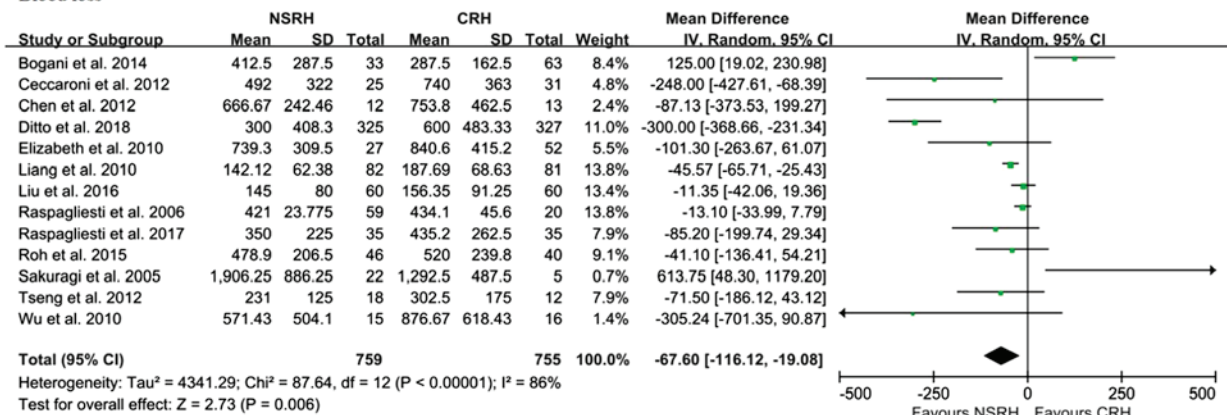 NSRH CRH Mean Difference Mean Difference
Study or Subgroup Mean SD Total Mean SD Total Weight IV, Random, 95% CI IV, Random, 95% CI
Bogani et al. 2014 412.5 287.5 33 287.5 162.5 63 8.4% 125.00 [19.02, 230.98]
Ceccaroni et al. 2012 492 322 25 740 363 31 4.6% -248.00 [-427.61, -68.39]
Chen et al. 2012 666.67 242.46 12 753.8 462.5 13 2.4% -87.13 [-373.53, 199.27]
Ditto et al. 2018 300 408.3 325 600 483.33 327 11.0% -300.00 [-368.66, -231.34]
Elizabeth et al. 2010 739.3 309.5 27 840.6 415.2 52 5.5% -101.30 [-263.67, 61.07]
Liang et al. 2010 142.12 62.38 82 187.69 68.63 81 13.8% -45.57 [-65.71, -25.43]
Liu et al. 2016 145 80 60 156.35 91.25 60 13.4% -11.35 [-42.06, 19.36]
Raspagliesti et al. 2006 421 23.775 59 434.1 45.6 20 13.8% -13.10 [-33.99, 7.79]
Raspagliesti et al. 2017 350 225 35 435.2 262.5 35 7.9% -85.20 [-199.74, 29.34]
Roh et al. 2015 478.9 206.5 46 520 239.8 40 9.1% -41.10 [-136.41, 54.21]
Sakuragi et al. 2005 1,906.25 886.25 22 1,292.5 487.5 5 0.7% 613.75 [48.30, 1179.20]
Tseng et al. 2012 231 125 18 302.5 175 12 7.9% -71.50 [-186.12, 43.12]
Wu et al. 2010 571.43 504.1 15 876.67 618.43 16 1.4% -305.24 [-701.35, 90.87]
Total (95% CI) 759 755 100.0% -67.60 [-116.12, -19.08]
Heterogeneity: Tau² = 4341.29; Chi² = 87.64, df = 12 (P < 0.00001); I² = 86%
Test for overall effect: Z = 2.73 (P = 0.006)
-500 -250 0 250 500
Favours NSRH Favours CRH